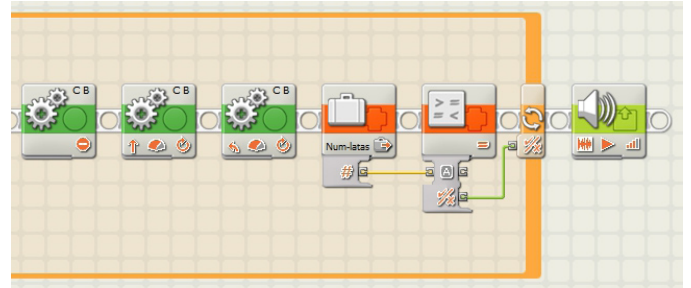 C B
C B
C B
Num-latas
> =
= <
#
A